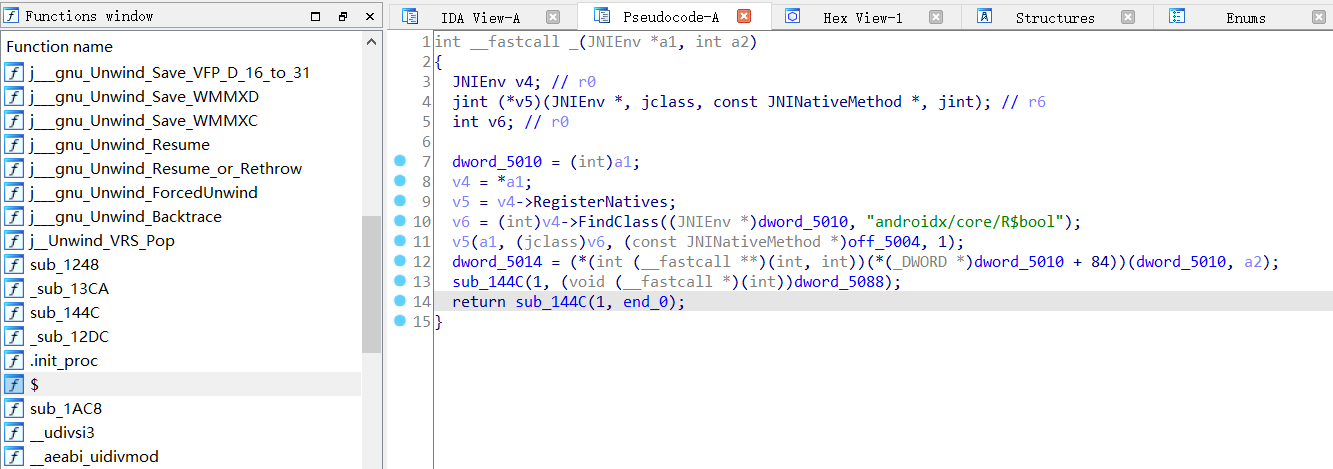 Functions window
Function name
j___gnu_Unwind_Save_VFP_D_16_to_31
j___gnu_Unwind_Save_WMMXD
j___gnu_Unwind_Save_WMMXC
j___gnu_Unwind_Resume
j___gnu_Unwind_Resume_or_Rethrow
j___gnu_Unwind_ForcedUnwind
j___gnu_Unwind_Backtrace
j__Unwind_VRS_Pop
sub_1248
_sub_13CA
sub_144C
_sub_12DC
.init_proc
$
sub_1AC8
__udivsi3
__aeabi_uidivmod
IDA View-A Pseudocode-A Hex View-1 Structures Enums
1 int __fastcall _(JNIEnv *a1, int a2)
2 {
3   JNIEnv v4; // r0
4   jint (*v5)(JNIEnv *, jclass, const JNINativeMethod *, jint); // r6
5   int v6; // r0
6
7   dword_5010 = (int)a1;
8   v4 = *a1;
9   v5 = v4->RegisterNatives;
10   v6 = (int)v4->FindClass((JNIEnv *)dword_5010, "androidx/core/R$bool");
11   v5(a1, (jclass)v6, (const JNINativeMethod *)off_5004, 1);
12   dword_5014 = (*(int (__fastcall **)(int, int))(*(_DWORD *)dword_5010 + 84))(dword_5010, a2);
13   sub_144C(1, (void (__fastcall *)(int))dword_5088);
14   return sub_144C(1, end_0);
15 }